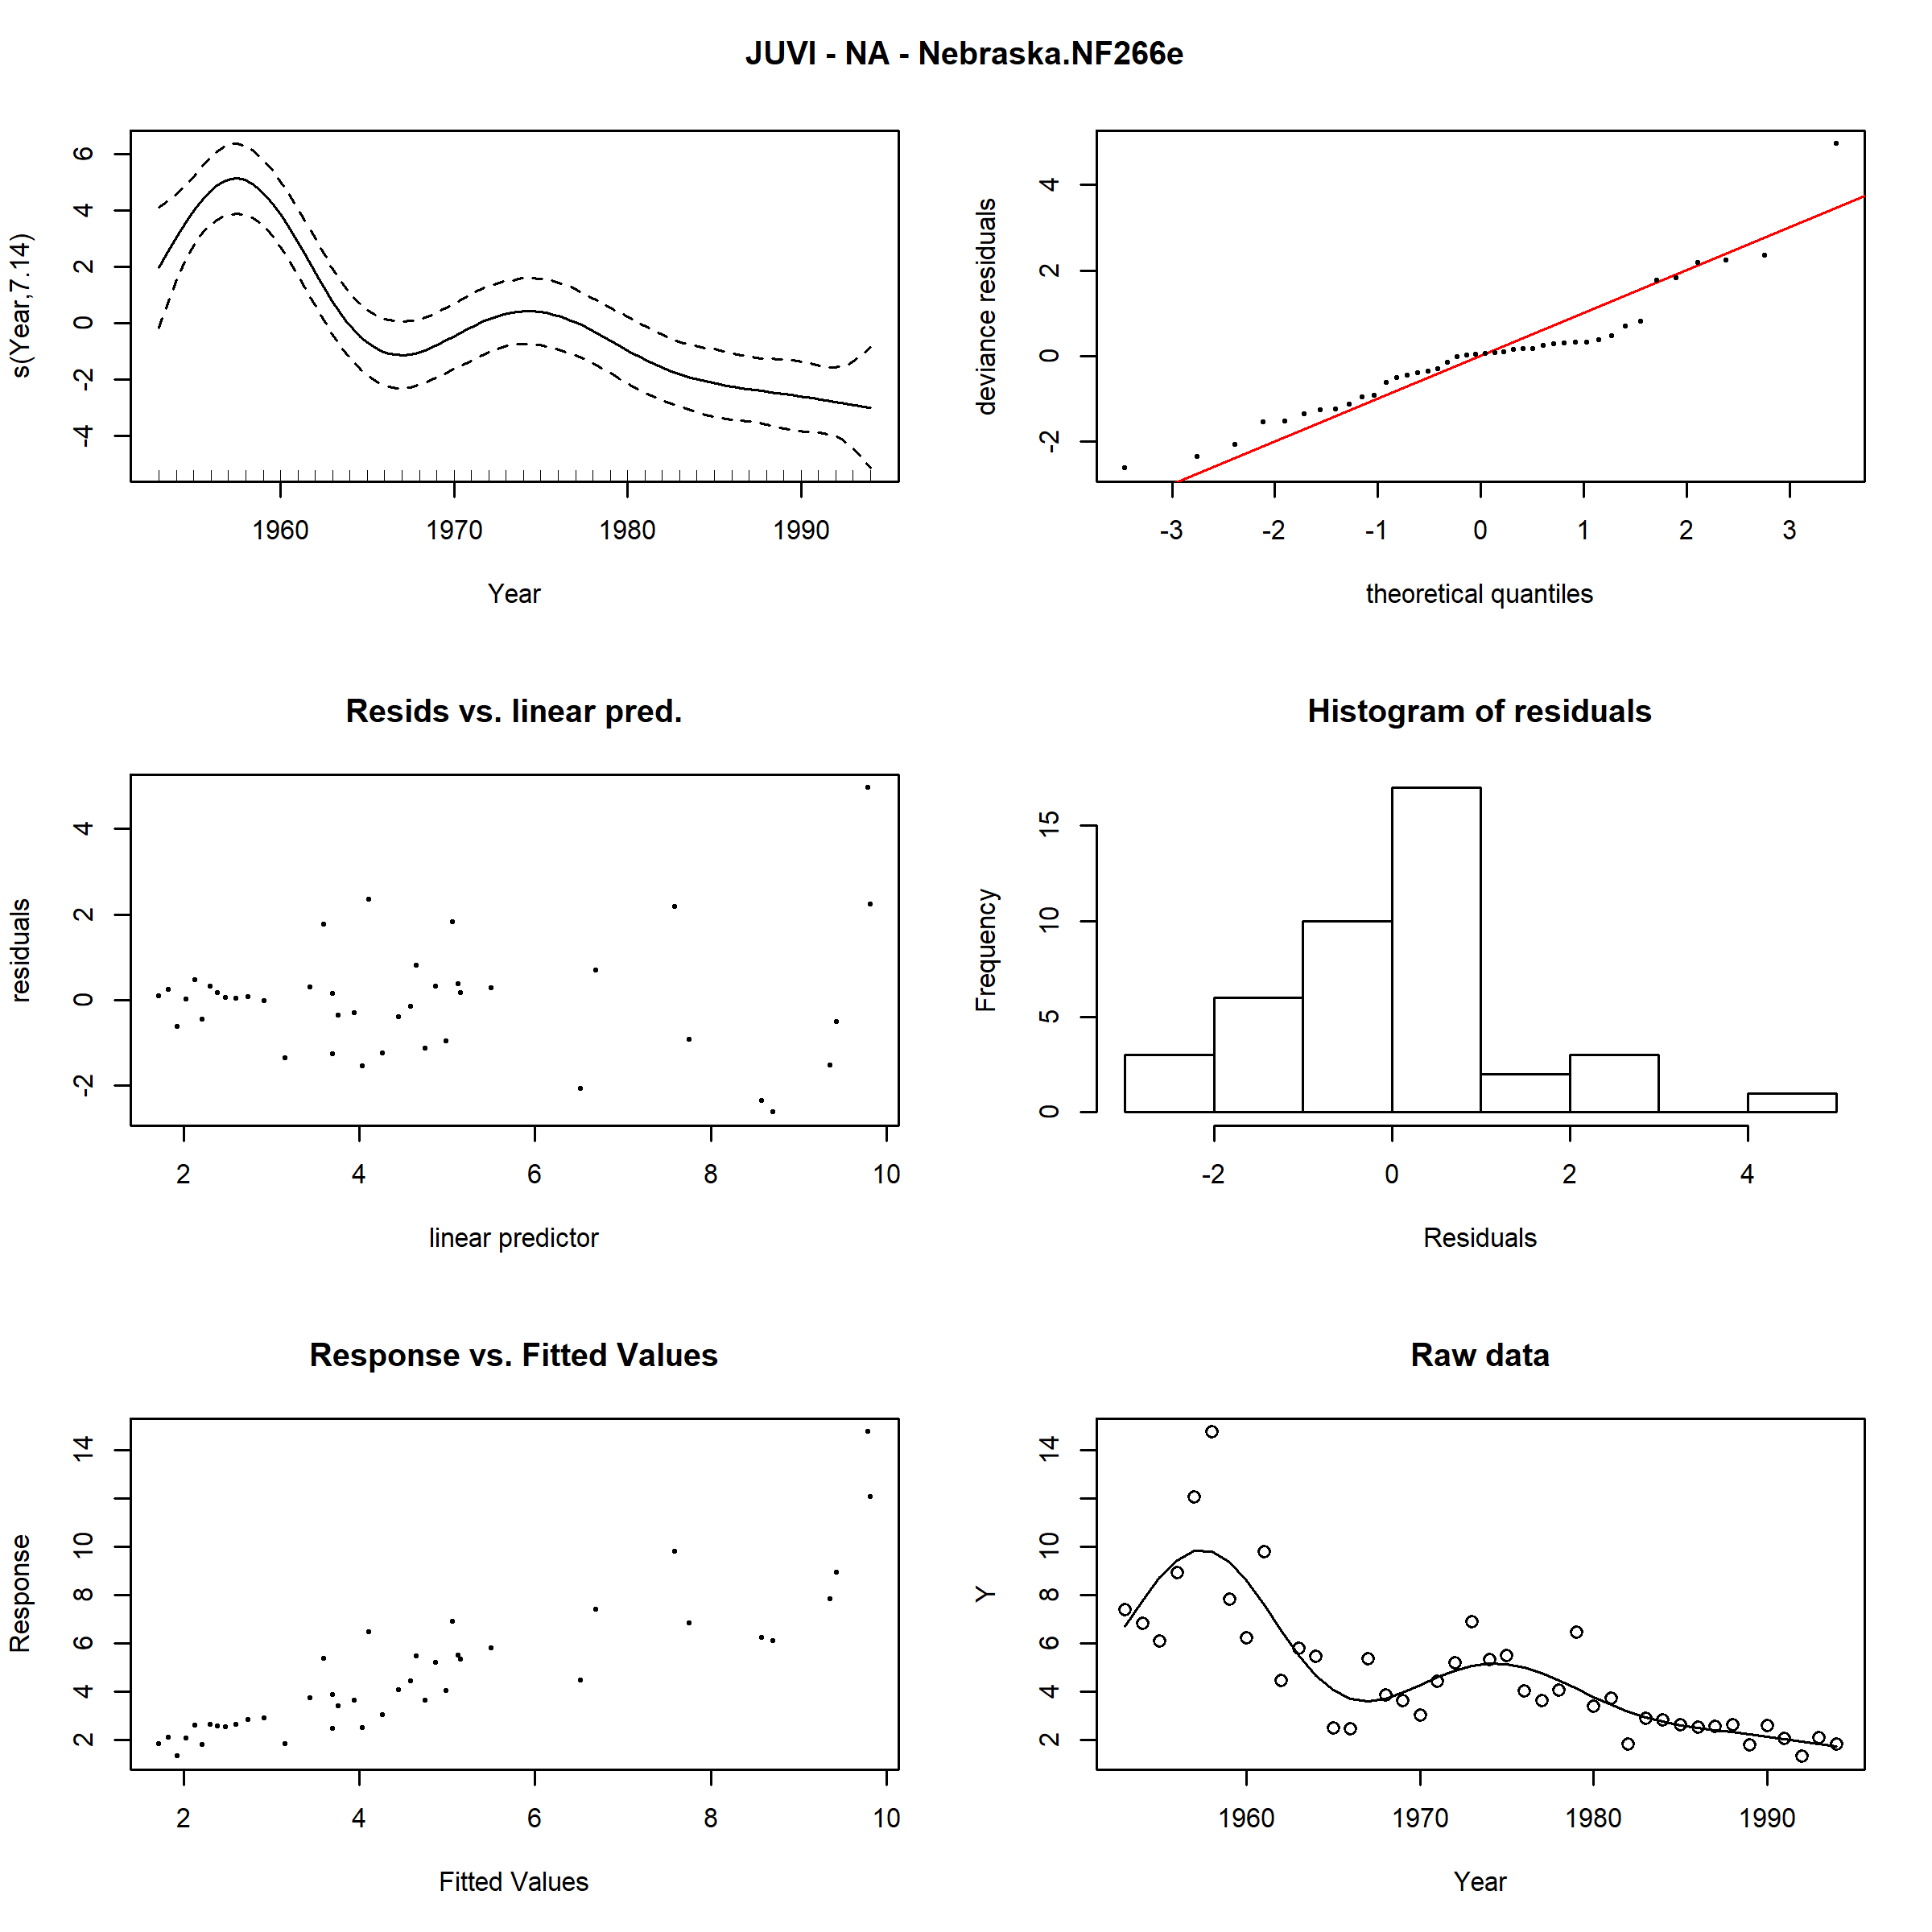 JUVI - NA - Nebraska.NF266e
s(Year,7.14)
6
4
2
0
-2
-4
1960 1970 1980 1990
Year
deviance residuals
4
2
0
-2
-3 -2 -1 0 1 2 3
theoretical quantiles
Resids vs. linear pred.
residuals
4
2
0
-2
2 4 6 8 10
linear predictor
Histogram of residuals
Frequency
15
10
5
0
-2 0 2 4
Residuals
Response vs. Fitted Values
Response
14
10
8
6
4
2
2 4 6 8 10
Fitted Values
Raw data
Y
14
10
8
6
4
2
1960 1970 1980 1990
Year